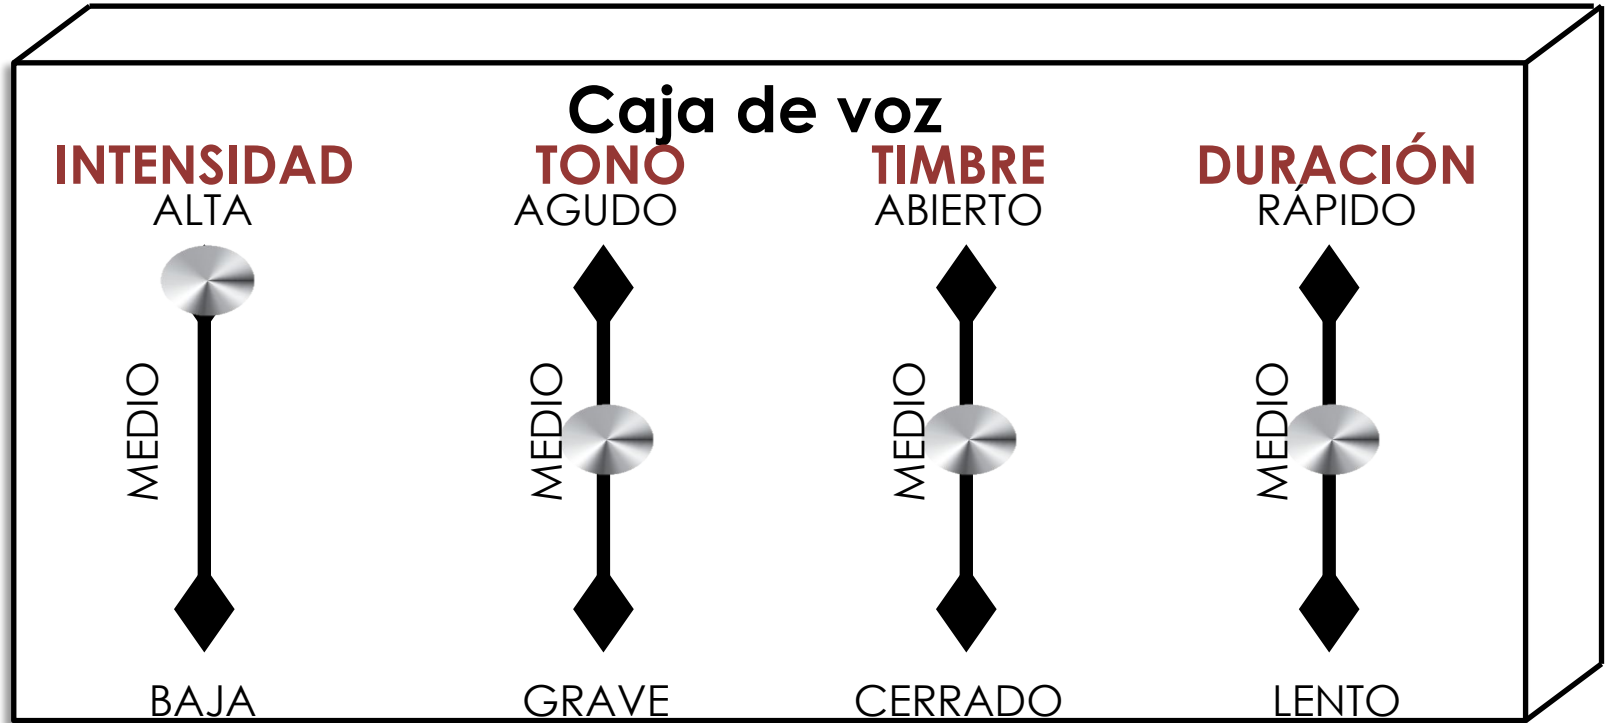 Caja de voz
INTENSIDAD TONO TIMBRE DURACIÓN
ALTA AGUDO ABIERTO RÁPIDO
MEDIO MEDIO MEDIO MEDIO
BAJA GRAVE CERRADO LENTO